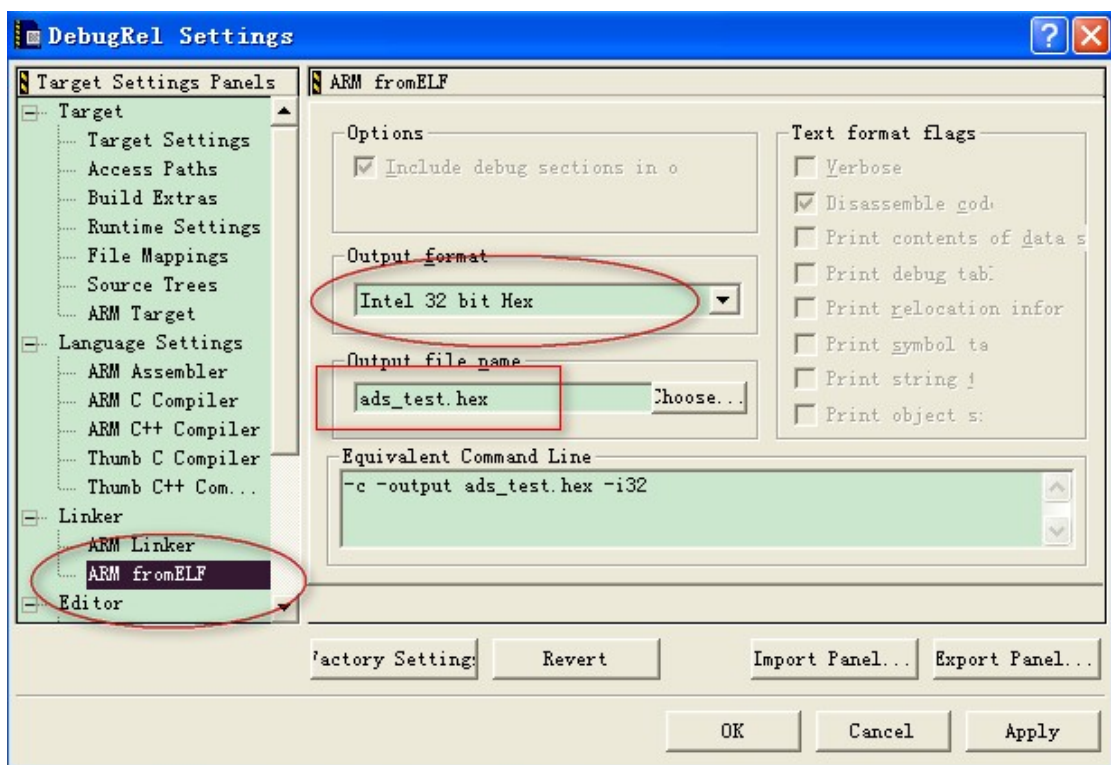 DebugRel Settings
Target Settings Panels
Target
Target Settings
Access Paths
Build Extras
Runtime Settings
File Mappings
Source Trees
ARM Target
Language Settings
ARM Assembler
ARM C Compiler
ARM C++ Compiler
Thumb C Compiler
Thumb C++ Com...
Linker
ARM Linker
ARM fromELF
Editor
ARM fromELF
Options
Include debug sections in o
Output format
Intel 32 bit Hex
Output file name
ads_test.hex
Choose...
Text format flags
Verbose
Disassemble code
Print contents of data s
Print debug tabl
Print relocation infor
Print symbol ta
Print string
Print object s
Equivalent Command Line
-c -output ads_test.hex -i32
Factory Setting
Revert
Import Panel...
Export Panel...
OK
Cancel
Apply